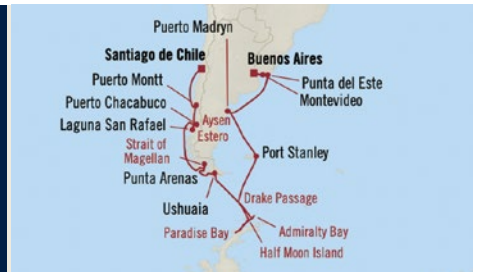 Puerto Madryn
Santiago de Chile
Buenos Aires
Puerto Montt
Punta del Este
Montevideo
Puerto Chacabuco
Aysen
Estero
Laguna San Rafael
Strait of
Magellan
Port Stanley
Punta Arenas
Ushuaia
Drake Passage
Paradise Bay
Admiralty Bay
Half Moon Island